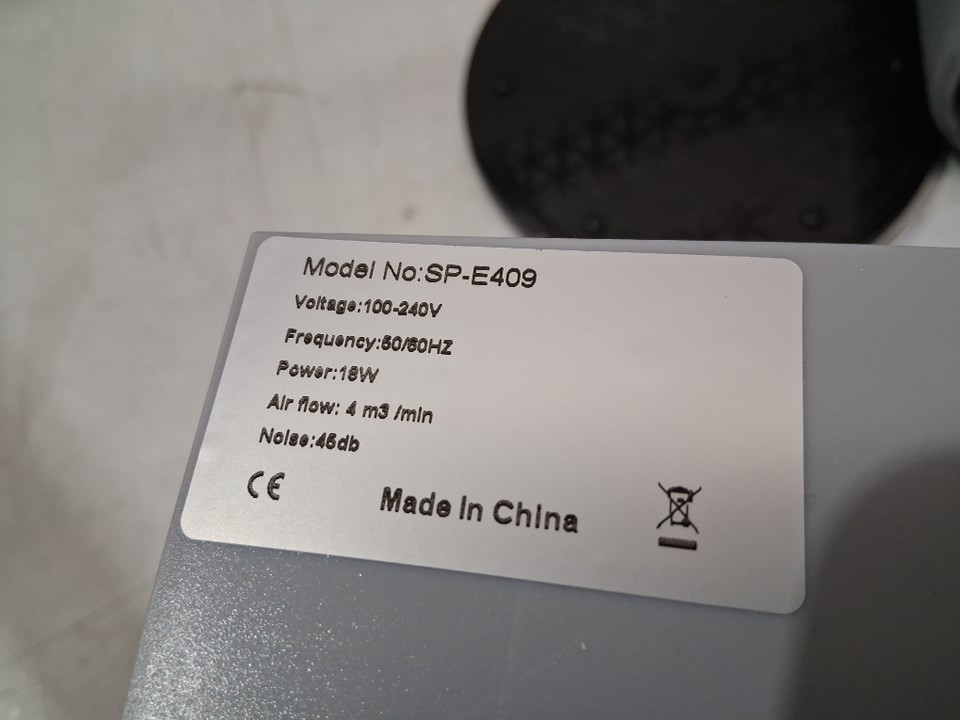 Model No:SP-E409
Voltage:100-240V
Frequency:50/60HZ
Power:18W
Air flow: 4 m3 /min
Noise:45db
CE
Made In China